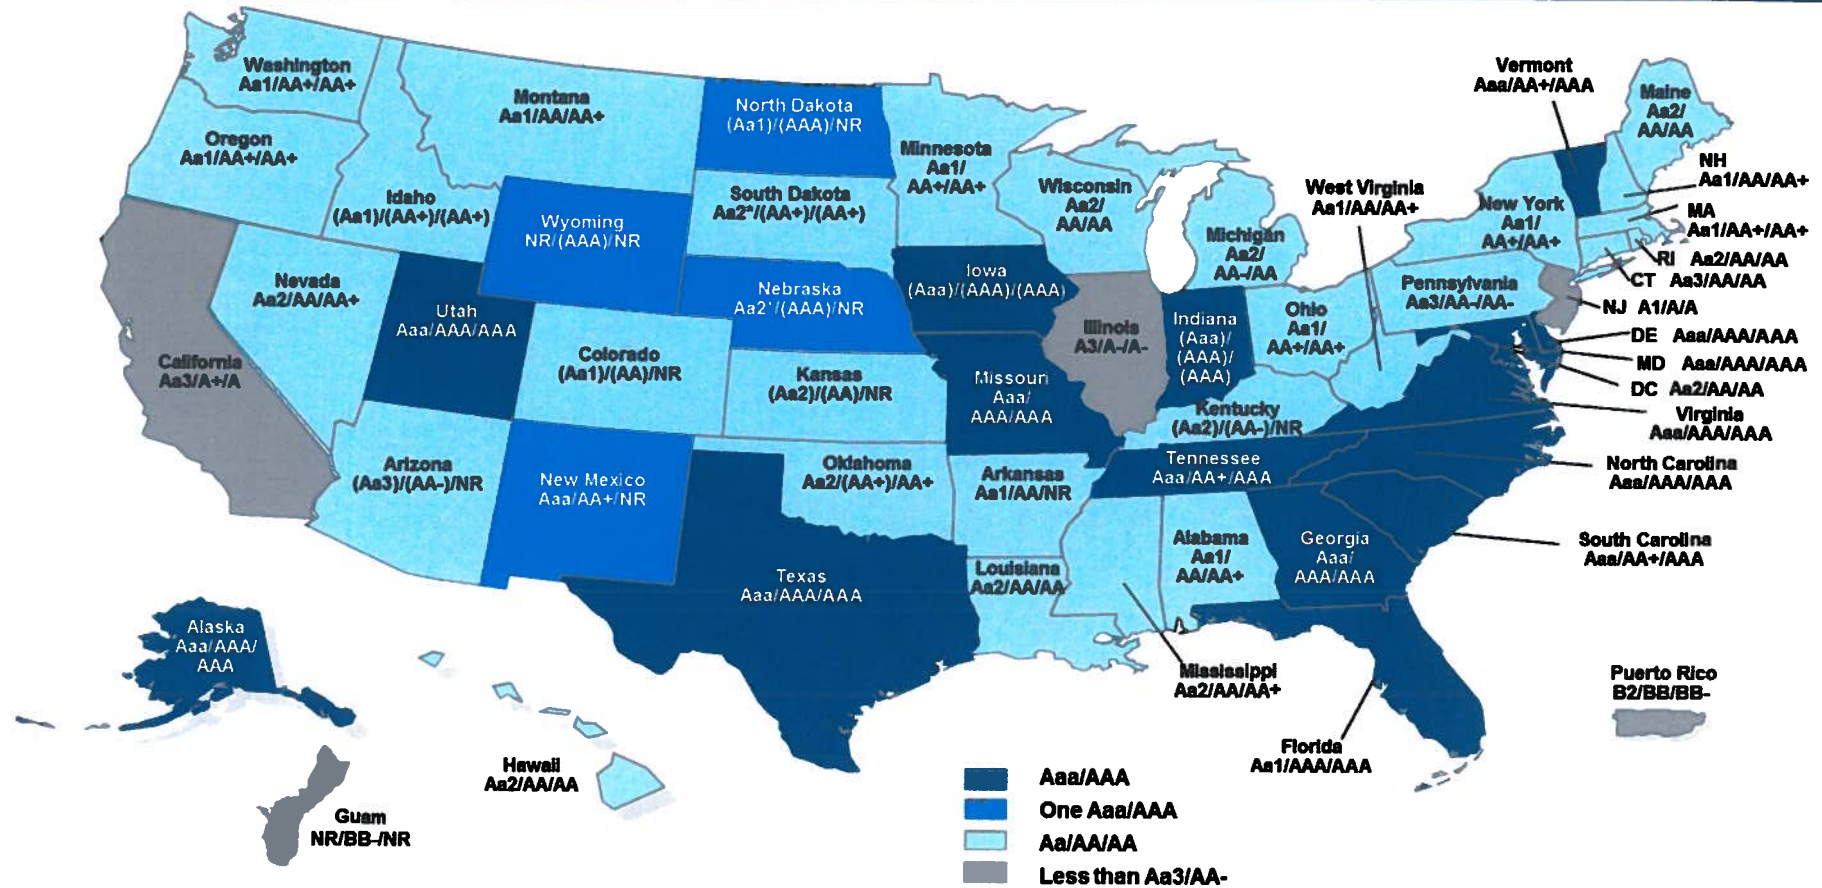 Washington
Aa1/AA+/AA+
Oregon
Aa1/AA+/AA+
California
Aa3/A+/A
Idaho
(Aa1)/(AA+)/(AA+)
Nevada
Aa2/AA/AA+
Montana
Aa1/AA/AA+
Wyoming
NR/(AAA)/NR
Utah
Aaa/AAA/AAA
Colorado
(Aa1)/(AA)/NR
Arizona
(Aa3)/(AA-)/NR
New Mexico
Aaa/AA+/NR
North Dakota
(Aa1)/(AAA)/NR
South Dakota
Aa2*/(AA+)/(AA+)
Nebraska
Aa2*/(AAA)/NR
Kansas
(Aa2)/(AA)/NR
Oklahoma
Aa2/(AA+)/AA+
Texas
Aaa/AAA/AAA
Minnesota
Aa1/
AA+/AA+
Iowa
(Aaa)/(AAA)/(AAA)
Missouri
Aaa/
AAA/AAA
Arkansas
Aa1/AA/NR
Louisiana
Aa2/AA/AA
Wisconsin
Aa2/
AA/AA
Illinois
A3/A-/A-
Michigan
Aa2/
AA-/AA
Indiana
(Aaa)/
(AAA)/
(AAA)
Ohio
Aa1/
AA+/AA+
Kentucky
(Aa2)/(AA-)/NR
Tennessee
Aaa/AA+/AAA
Mississippi
Aa2/AA/AA+
Alabama
Aa1/
AA/AA+
Georgia
Aaa/
AAA/AAA
Florida
Aa1/AAA/AAA
South Carolina
Aaa/AA+/AAA
North Carolina
Aaa/AAA/AAA
Virginia
Aaa/AAA/AAA
West Virginia
Aa1/AA/AA+
DC Aa2/AA/AA
MD Aaa/AAA/AAA
DE Aaa/AAA/AAA
NJ A1/A/A
Pennsylvania
Aa3/AA-/AA-
New York
Aa1/
AA+/AA+
CT Aa3/AA/AA
RI Aa2/AA/AA
MA
Aa1/AA+/AA+
NH
Aa1/AA/AA+
Vermont
Aaa/AA+/AAA
Maine
Aa2/
AA/AA
Alaska
Aaa/AAA/
AAA
Hawaii
Aa2/AA/AA
Guam
NR/BB-/NR
Puerto Rico
B2/BB/BB-
Aaa/AAA
One Aaa/AAA
Aa/AA/AA
Less than Aa3/AA-